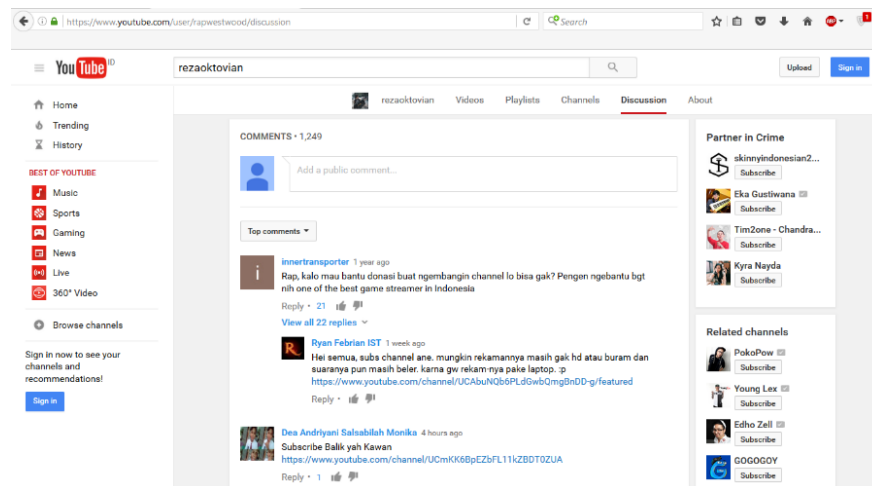 https://www.youtube.com/user/rapwestwood/discussion
Search
ABP
1
YouTube ID
rezaoktovian
Upload
Sign in
Home
Trending
History
BEST OF YOUTUBE
Music
Sports
Gaming
News
Live
360° Video
Browse channels
Sign in now to see your
channels and
recommendations!
Sign in
rezaoktovian Videos Playlists Channels Discussion About
COMMENTS • 1,249
Add a public comment...
Top comments
i
innertransporter 1 year ago
Rap, kalo mau bantu donasi buat ngembangin channel lo bisa gak? Pengen ngebantu bgt
nih one of the best game streamer in Indonesia
Reply • 21
View all 22 replies
R
Ryan Febrian IST 1 week ago
Hei semua, subs channel ane. mungkin rekamannya masih gak hd atau buram dan
suaranya pun masih beler. karna gw rekam-nya pake laptop. :p
https://www.youtube.com/channel/UCAbuNQb6PLdGwbQmgBnDD-g/featured
Reply •
Dea Andriyani Salsabilah Monika 4 hours ago
Subscribe Balik yah Kawan
https://www.youtube.com/channel/UCmKK6BpEZbFL11kZBDT0ZUA
Reply • 1
Partner in Crime
skinnyindonesian2...
Subscribe
Eka Gustiwana
Subscribe
Tim2one - Chandra...
Subscribe
Kyra Nayda
Subscribe
Related channels
PokoPow
Subscribe
Young Lex
Subscribe
Edho Zell
Subscribe
GOGOGOY
Subscribe